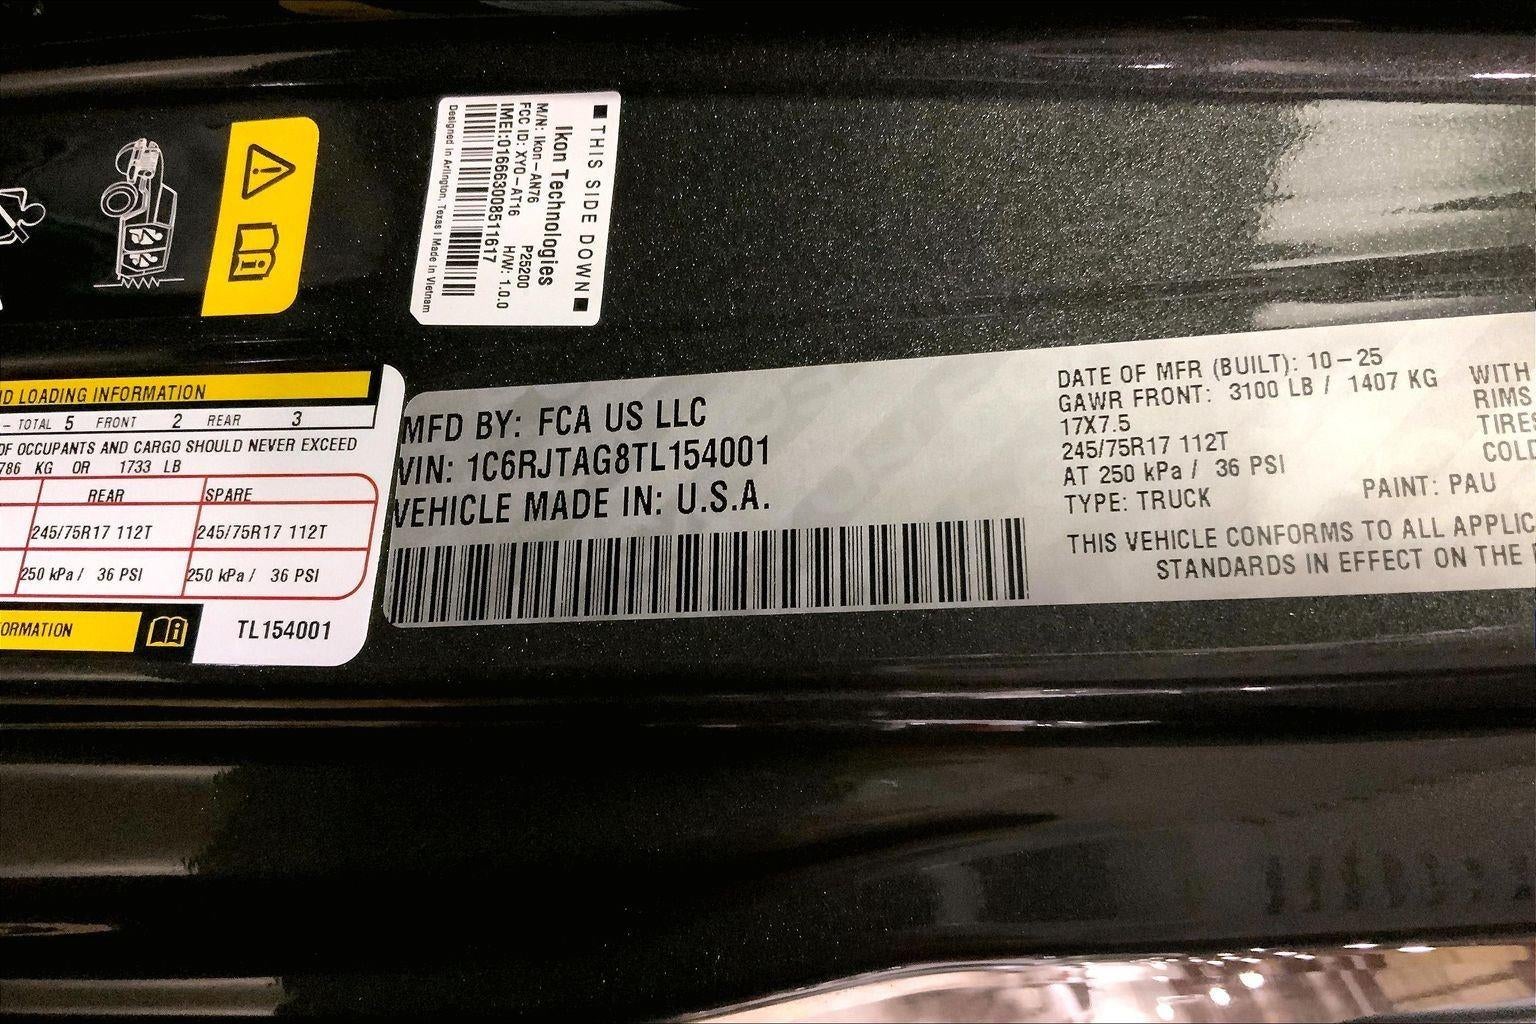 ■ THIS SIDE DOWN ■
Ikon Technologies
M/N: Ikon-AN76 P25200
FCC ID: XYO-AT16 H/W: 1.0.0
IMEI:016663008511617
Designed in Arlington, Texas | Made in Vietnam
LOADING INFORMATION
TOTAL 5 FRONT 2 REAR 3
OF OCCUPANTS AND CARGO SHOULD NEVER EXCEED
786 KG OR 1733 LB
REAR SPARE
245/75R17 112T 245/75R17 112T
250 kPa / 36 PSI 250 kPa / 36 PSI
TL154001
MFD BY: FCA US LLC
VIN: 1C6RJTAG8TL154001
VEHICLE MADE IN: U.S.A.
DATE OF MFR (BUILT): 10-25
GAWR FRONT: 3100 LB / 1407 KG WITH
17X7.5 RIMS
245/75R17 112T TIRES
AT 250 kPa / 36 PSI COLD
TYPE: TRUCK PAINT: PAU
THIS VEHICLE CONFORMS TO ALL
STANDARDS IN EFFECT ON THE